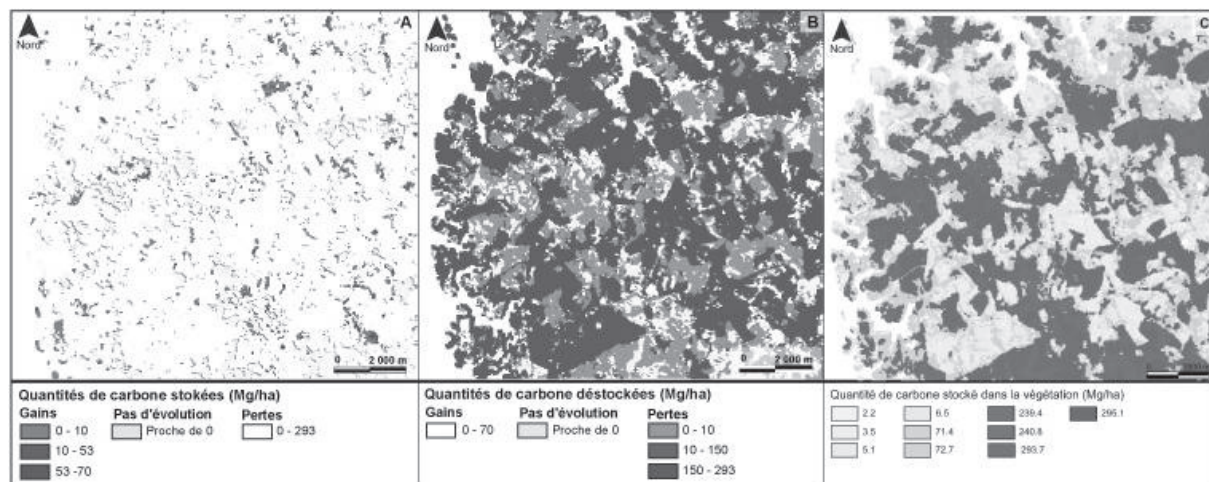 A
Nord
0 2 000 m
Quantités de carbone stokées (Mg/ha)
Gains Pas d'évolution Pertes
0 - 10 Proche de 0 0 - 293
10 - 53
53 -70
B
Nord
0 2 000 m
Quantités de carbone déstockées (Mg/ha)
Gains Pas d'évolution Pertes
0 - 70 Proche de 0 0 - 10
10 - 150
150 - 293
C
Nord
Quantité de carbone stocké dans la végétation (Mg/ha)
2.2 6.5 239.4 295.1
3.5 71.4 240.8
5.1 72.7 293.7